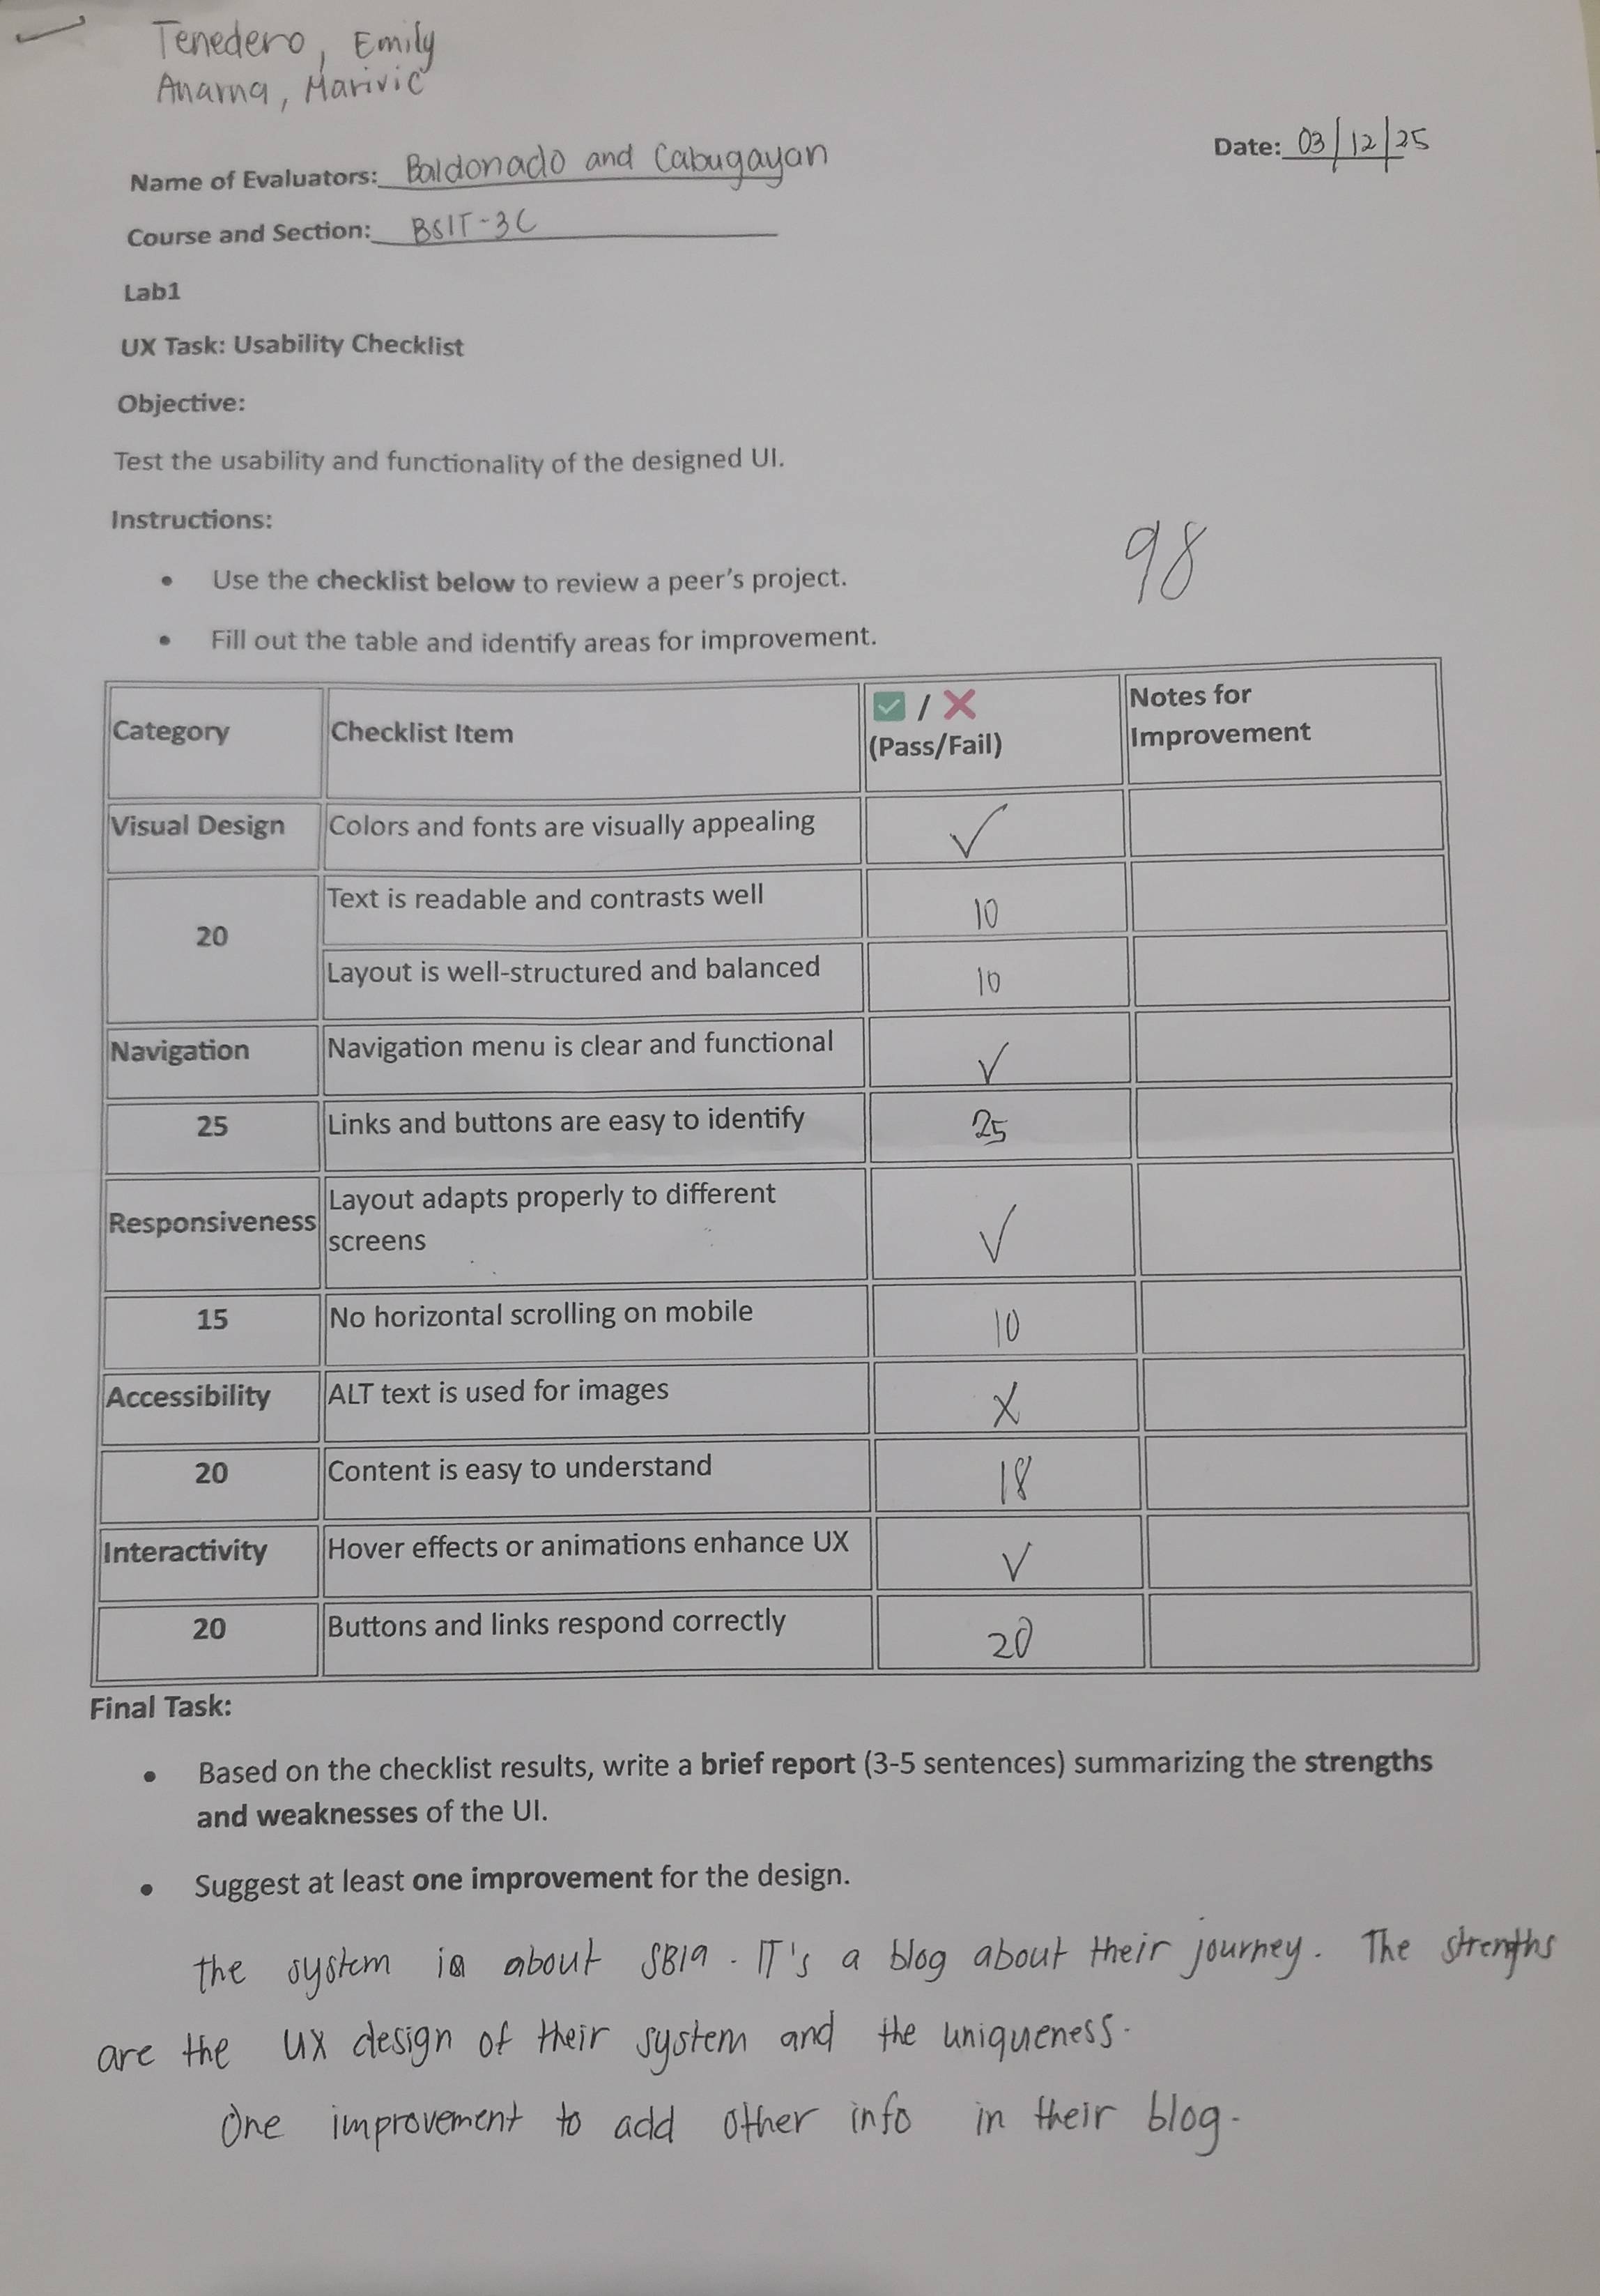 Tenedero, Emily
Anarna, Marivic
Date: 03/12/25
Name of Evaluators: Baldonado and Cabugayan
Course and Section: BSIT-3C
Lab1
UX Task: Usability Checklist
Objective:
Test the usability and functionality of the designed UI.
Instructions:
98
• Use the checklist below to review a peer's project.
• Fill out the table and identify areas for improvement.
Category Checklist Item ✅ / ❌ (Pass/Fail) Notes for Improvement
Visual Design Colors and fonts are visually appealing ✓
20 Text is readable and contrasts well 10
Layout is well-structured and balanced 10
Navigation Navigation menu is clear and functional ✓
25 Links and buttons are easy to identify 25
Responsiveness Layout adapts properly to different screens ✓
15 No horizontal scrolling on mobile 10
Accessibility ALT text is used for images X
20 Content is easy to understand 18
Interactivity Hover effects or animations enhance UX ✓
20 Buttons and links respond correctly 20
Final Task:
• Based on the checklist results, write a brief report (3-5 sentences) summarizing the strengths
and weaknesses of the UI.
• Suggest at least one improvement for the design.
the system is about SB19. IT's a blog about their journey. The strengths
are the UX design of their system and the uniqueness.
One improvement to add other info in their blog.